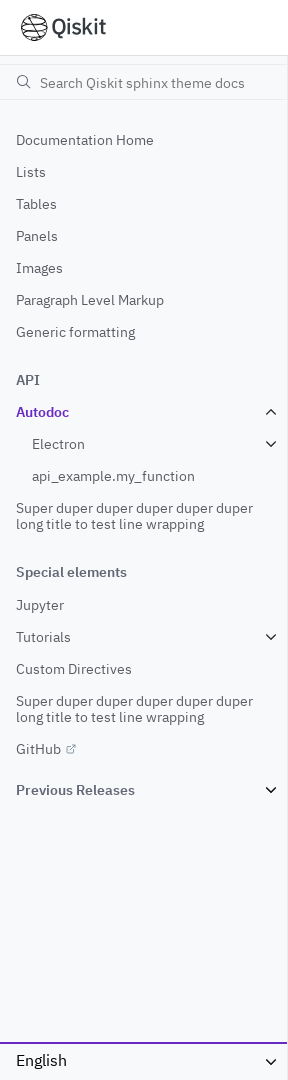 Qiskit
Search Qiskit sphinx theme docs
Documentation Home
Lists
Tables
Panels
Images
Paragraph Level Markup
Generic formatting
API
Autodoc
Electron
api_example.my_function
Super duper duper duper duper duper
long title to test line wrapping
Special elements
Jupyter
Tutorials
Custom Directives
Super duper duper duper duper duper
long title to test line wrapping
GitHub
Previous Releases
English